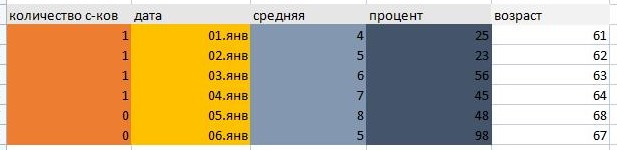 количество с-ков дата средняя процент возраст
1 01.янв 4 25 61
1 02.янв 5 23 62
1 03.янв 6 56 63
1 04.янв 7 45 64
0 05.янв 8 48 68
0 06.янв 5 98 67